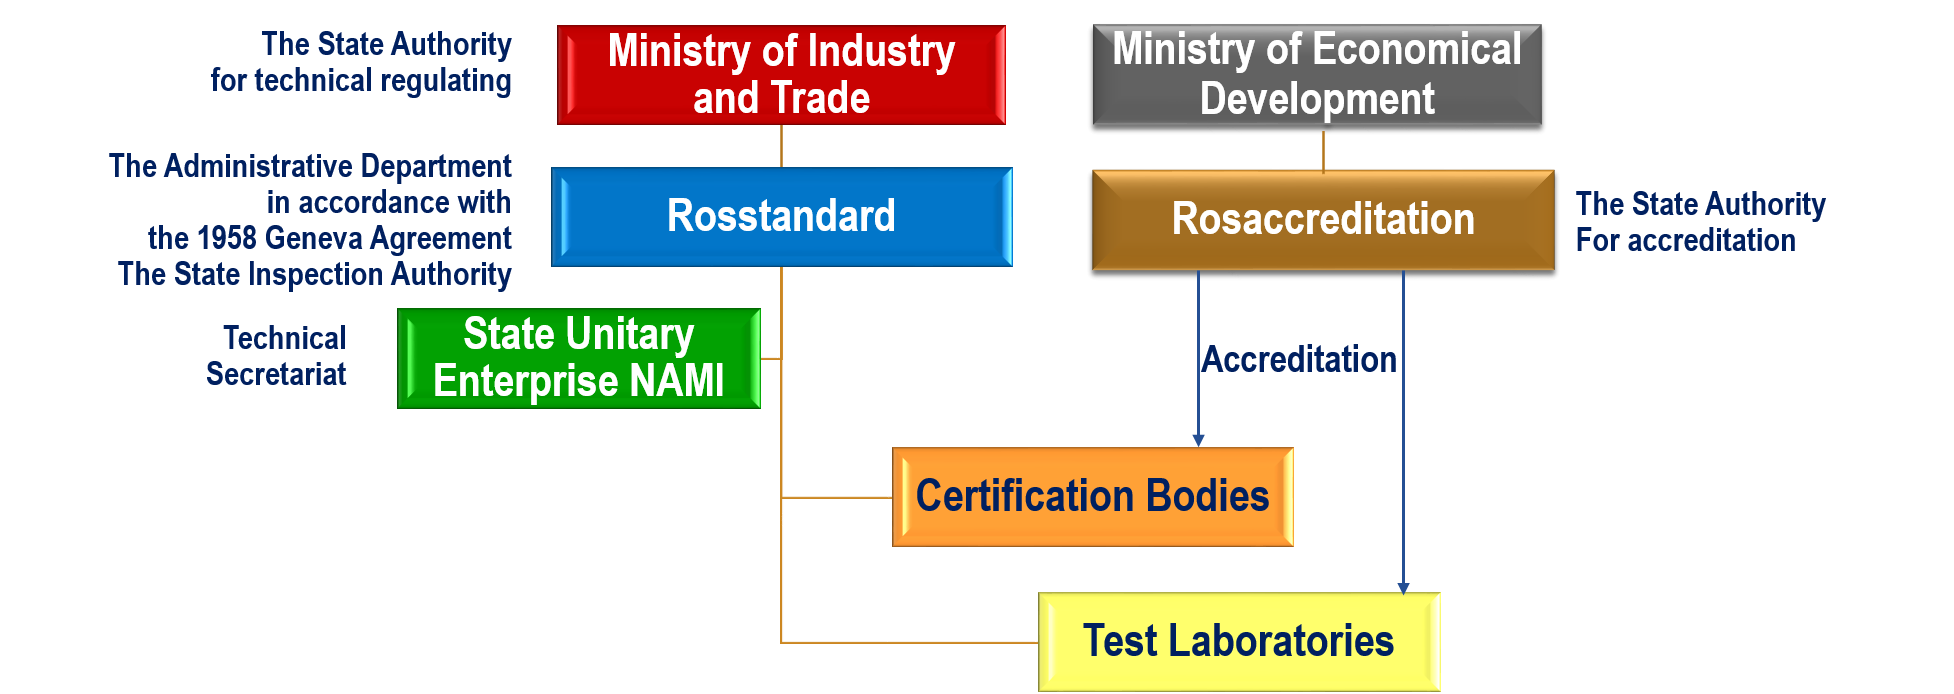 The State Authority
for technical regulating
Ministry of Industry
and Trade
Ministry of Economical
Development
The Administrative Department
in accordance with
the 1958 Geneva Agreement
The State Inspection Authority
Rosstandard
Rosaccreditation
The State Authority
For accreditation
Technical
Secretariat
State Unitary
Enterprise NAMI
Accreditation
Certification Bodies
Test Laboratories